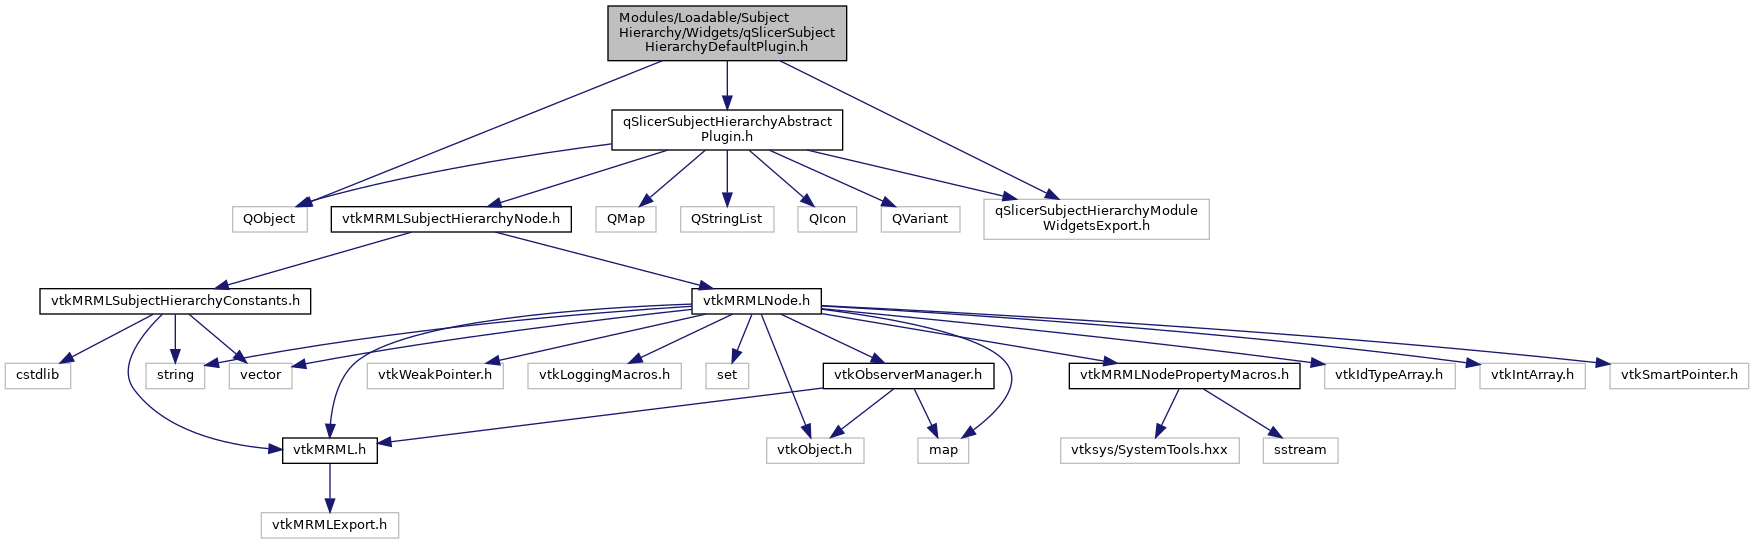 Modules/Loadable/Subject
Hierarchy/Widgets/qSlicerSubject
HierarchyDefaultPlugin.h
qSlicerSubjectHierarchyAbstract
Plugin.h
QObject
vtkMRMLSubjectHierarchyNode.h
QMap
QStringList
QIcon
QVariant
qSlicerSubjectHierarchyModule
WidgetsExport.h
vtkMRMLSubjectHierarchyConstants.h
vtkMRMLNode.h
cstdlib
string
vector
vtkWeakPointer.h
vtkLoggingMacros.h
set
vtkObserverManager.h
vtkMRMLNodePropertyMacros.h
vtkIdTypeArray.h
vtkIntArray.h
vtkSmartPointer.h
vtkMRML.h
vtkObject.h
map
vtksys/SystemTools.hxx
sstream
vtkMRMLExport.h